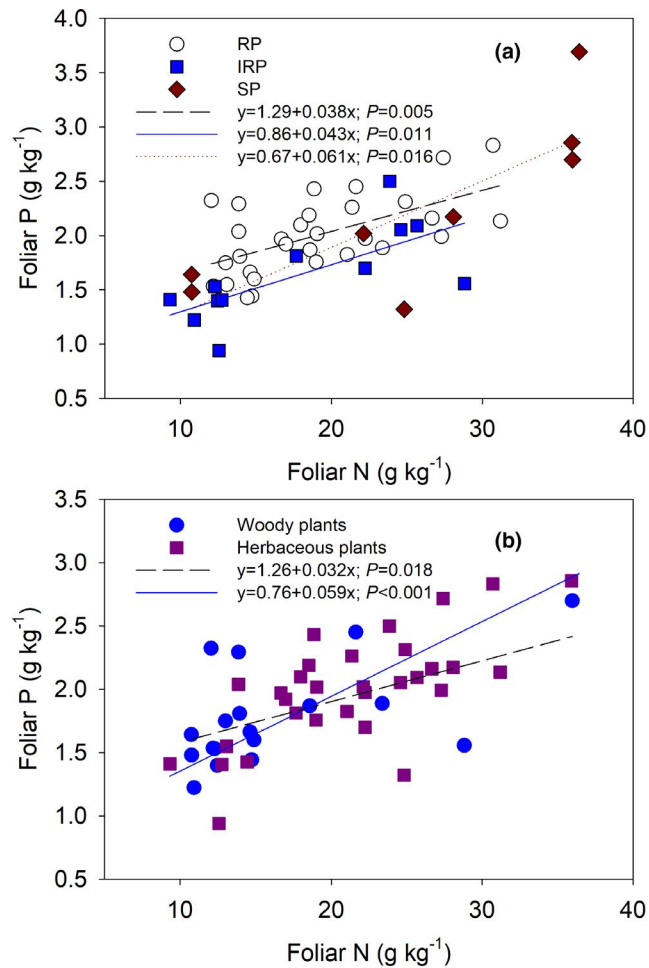 4.0
(a)
RP
IRP
3.5
SP
y=1.29+0.038x; P=0.005
y=0.86+0.043x; P=0.011
3.0
y=0.67+0.061x; P=0.016
2.5
2.0
1.5
1.0
0.5
Foliar P (g kg⁻¹)
10 20 30 40
Foliar N (g kg⁻¹)
3.5
Woody plants
(b)
Herbaceous plants
3.0
y=1.26+0.032x; P=0.018
y=0.76+0.059x; P<0.001
2.5
2.0
1.5
1.0
0.5
Foliar P (g kg⁻¹)
10 20 30 40
Foliar N (g kg⁻¹)